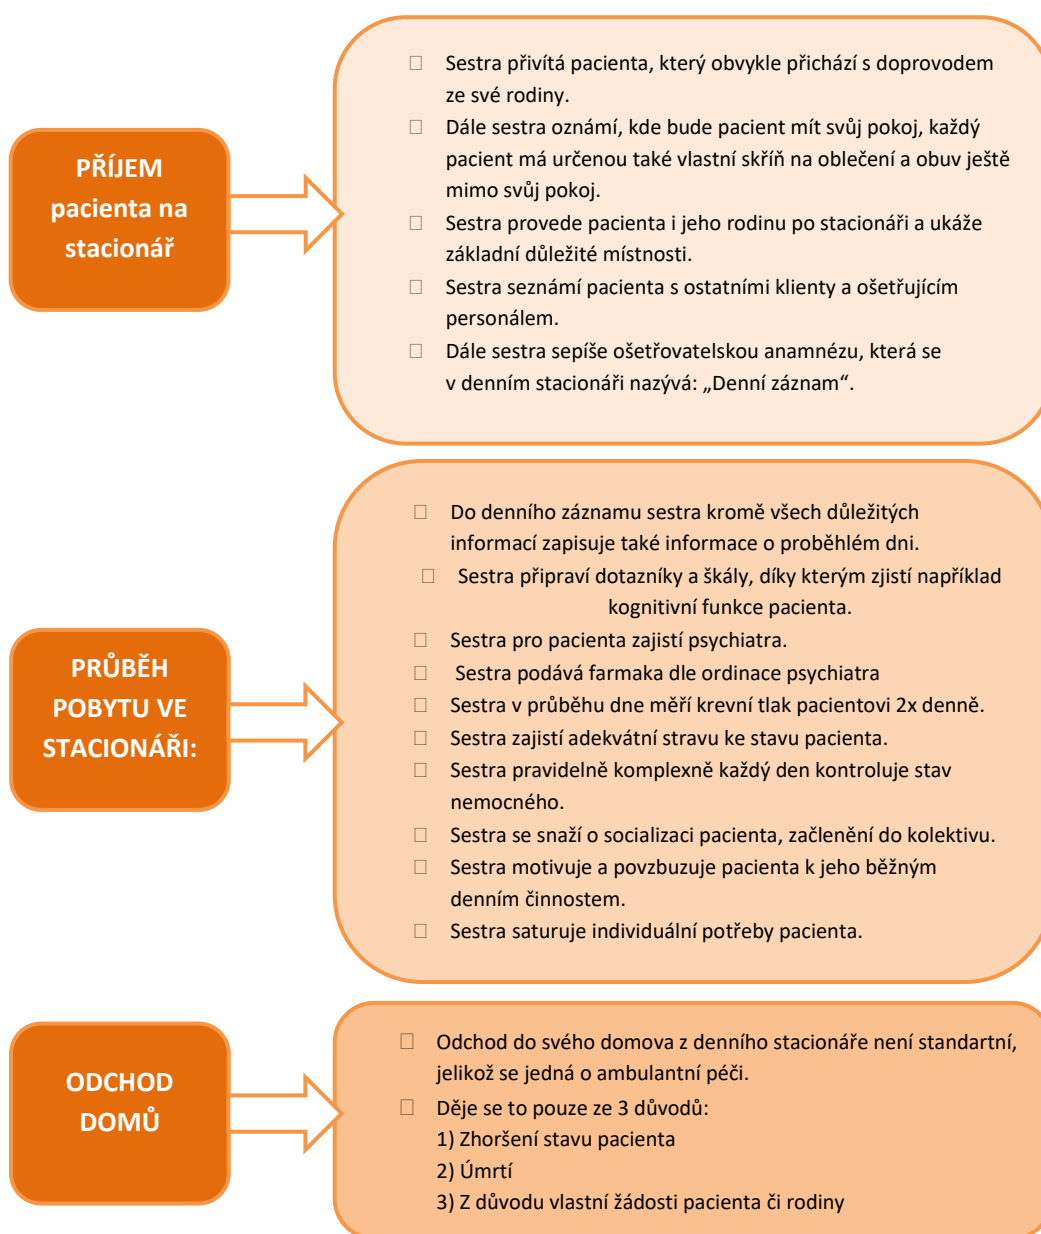 PŘÍJEM
pacienta na
stacionář
□ Sestra přivítá pacienta, který obvykle přichází s doprovodem
ze své rodiny.
□ Dále sestra oznámí, kde bude pacient mít svůj pokoj, každý
pacient má určenou také vlastní skříň na oblečení a obuv ještě
mimo svůj pokoj.
□ Sestra provede pacienta i jeho rodinu po stacionáři a ukáže
základní důležité místnosti.
□ Sestra seznámí pacienta s ostatními klienty a ošetřujícím
personálem.
□ Dále sestra sepíše ošetřovatelskou anamnézu, která se
v denním stacionáři nazývá: „Denní záznam“.
PRŮBĚH
POBYTU VE
STACIONÁŘI:
□ Do denního záznamu sestra kromě všech důležitých
informací zapisuje také informace o proběhlém dni.
□ Sestra připraví dotazníky a škály, díky kterým zjistí například
kognitivní funkce pacienta.
□ Sestra pro pacienta zajistí psychiatra.
□ Sestra podává farmaka dle ordinace psychiatra
□ Sestra v průběhu dne měří krevní tlak pacientovi 2x denně.
□ Sestra zajistí adekvátní stravu ke stavu pacienta.
□ Sestra pravidelně komplexně každý den kontroluje stav
nemocného.
□ Sestra se snaží o socializaci pacienta, začlenění do kolektivu.
□ Sestra motivuje a povzbuzuje pacienta k jeho běžným
denním činnostem.
□ Sestra saturuje individuální potřeby pacienta.
ODCHOD
DOMŮ
□ Odchod do svého domova z denního stacionáře není standartní,
jelikož se jedná o ambulantní péči.
□ Děje se to pouze ze 3 důvodů:
1) Zhoršení stavu pacienta
2) Úmrtí
3) Z důvodu vlastní žádosti pacienta či rodiny